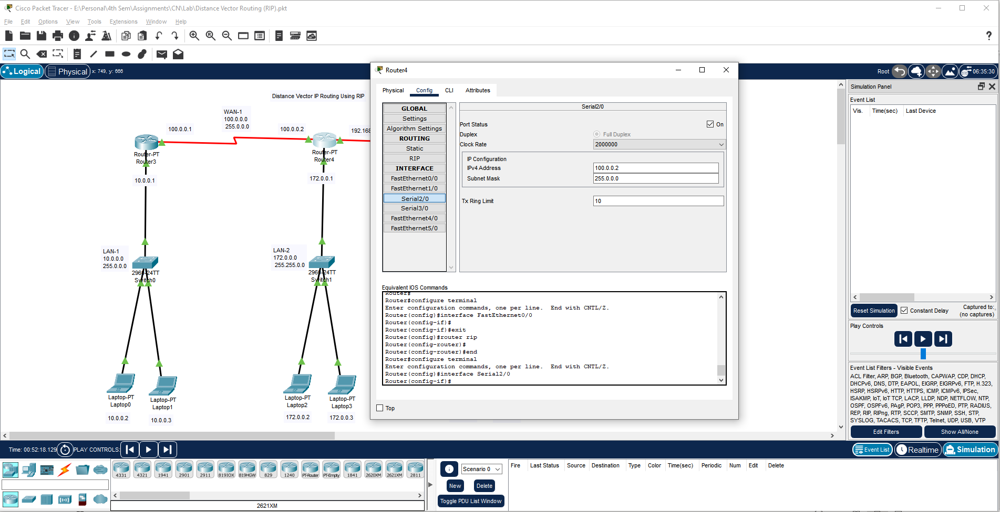 Cisco Packet Tracer - E:\Personal\4th Sem\Assignments\CN\Lab\Distance Vector Routing (RIP).pkt
File Edit Options View Tools Extensions Window Help
?
Logical Physical x: 749, y: 666
Root 06:35:30
Distance Vector IP Routing Using RIP
WAN-1
100.0.0.0
255.0.0.0
100.0.0.1
100.0.0.2
192.168
Router-PT
Router3
Router-PT
Router4
10.0.0.1
172.0.0.1
LAN-1
10.0.0.0
255.0.0.0
2960-24TT
Switch0
LAN-2
172.0.0.0
255.255.0.0
2960-24TT
Switch1
Laptop-PT
Laptop0
10.0.0.2
Laptop-PT
Laptop1
10.0.0.3
Laptop-PT
Laptop2
172.0.0.2
Laptop-PT
Laptop3
172.0.0.3
Router4
Physical Config CLI Attributes
GLOBAL
Settings
Algorithm Settings
ROUTING
Static
RIP
INTERFACE
FastEthernet0/0
FastEthernet1/0
Serial2/0
Serial3/0
FastEthernet4/0
FastEthernet5/0
Serial2/0
Port Status On
Duplex Full Duplex
Clock Rate 2000000
IP Configuration
IPv4 Address 100.0.0.2
Subnet Mask 255.0.0.0
Tx Ring Limit 10
Equivalent IOS Commands
Router#
Router#configure terminal
Enter configuration commands, one per line. End with CNTL/Z.
Router(config)#interface FastEthernet0/0
Router(config-if)#
Router(config-if)#exit
Router(config)#router rip
Router(config-router)#
Router(config-router)#end
Router#configure terminal
Enter configuration commands, one per line. End with CNTL/Z.
Router(config)#interface Serial2/0
Router(config-if)#
Top
Simulation Panel
Event List
Vis. Time(sec) Last Device
Reset Simulation Constant Delay Captured to:
(no captures)
Play Controls
Event List Filters - Visible Events
ACL Filter, ARP, BGP, Bluetooth, CAPWAP, CDP, DHCP,
DHCPv6, DNS, DTP, EAPOL, EIGRP, EIGRPv6, FTP, H.323,
HSRP, HSRPv6, HTTP, HTTPS, ICMP, ICMPv6, IPSec,
ISAKMP, IoT, IoT TCP, LACP, LLDP, NDP, NETFLOW, NTP,
OSPF, OSPFv6, PAgP, POP3, PPP, PPPoED, PTP, RADIUS,
REP, RIP, RIPng, RTP, SCCP, SMTP, SNMP, SSH, STP,
SYSLOG, TACACS, TCP, TFTP, Telnet, UDP, USB, VTP
Edit Filters Show All/None
Time: 00:52:18.129 PLAY CONTROLS:
Event List Realtime Simulation
4331 4321 1941 2901 2911 819IOX 819HGW 829 1240 PT-Router PT-Empty 1841 2620XM 2621XM 2811
2621XM
Scenario 0
New Delete
Toggle PDU List Window
Fire Last Status Source Destination Type Color Time(sec) Periodic Num Edit Delete